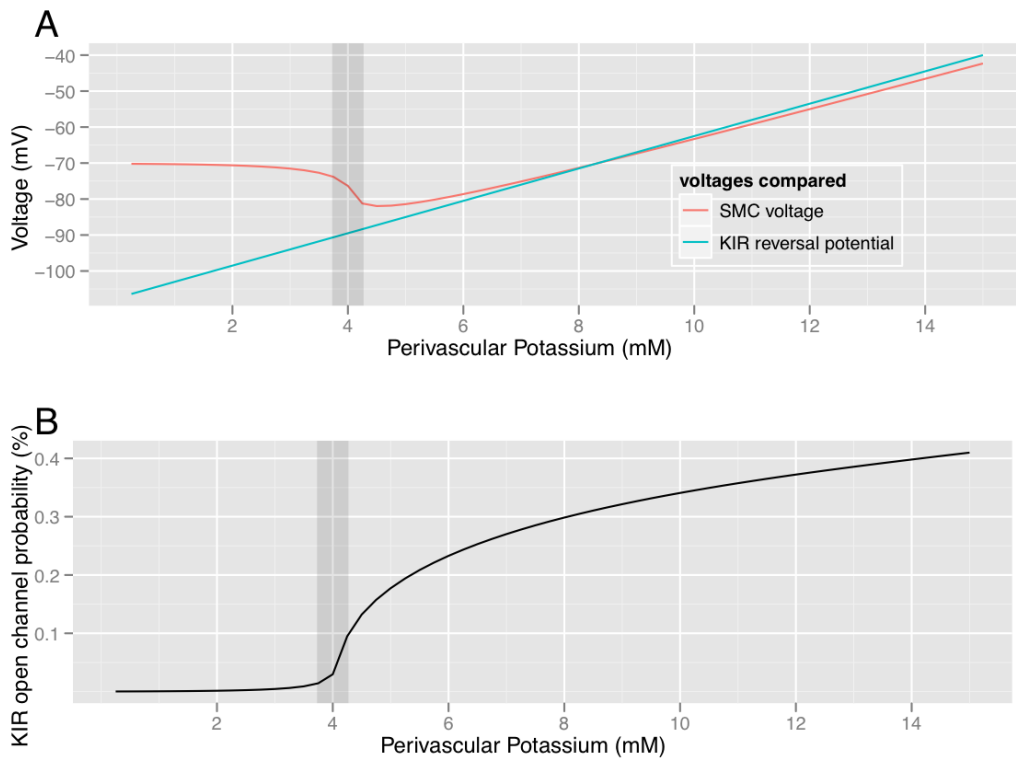 A
Voltage (mV)
−40
−50
−60
−70
−80
−90
−100
voltages compared
SMC voltage
KIR reversal potential
2 4 6 8 10 12 14
Perivascular Potassium (mM)
B
KIR open channel probability (%)
0.4
0.3
0.2
0.1
2 4 6 8 10 12 14
Perivascular Potassium (mM)